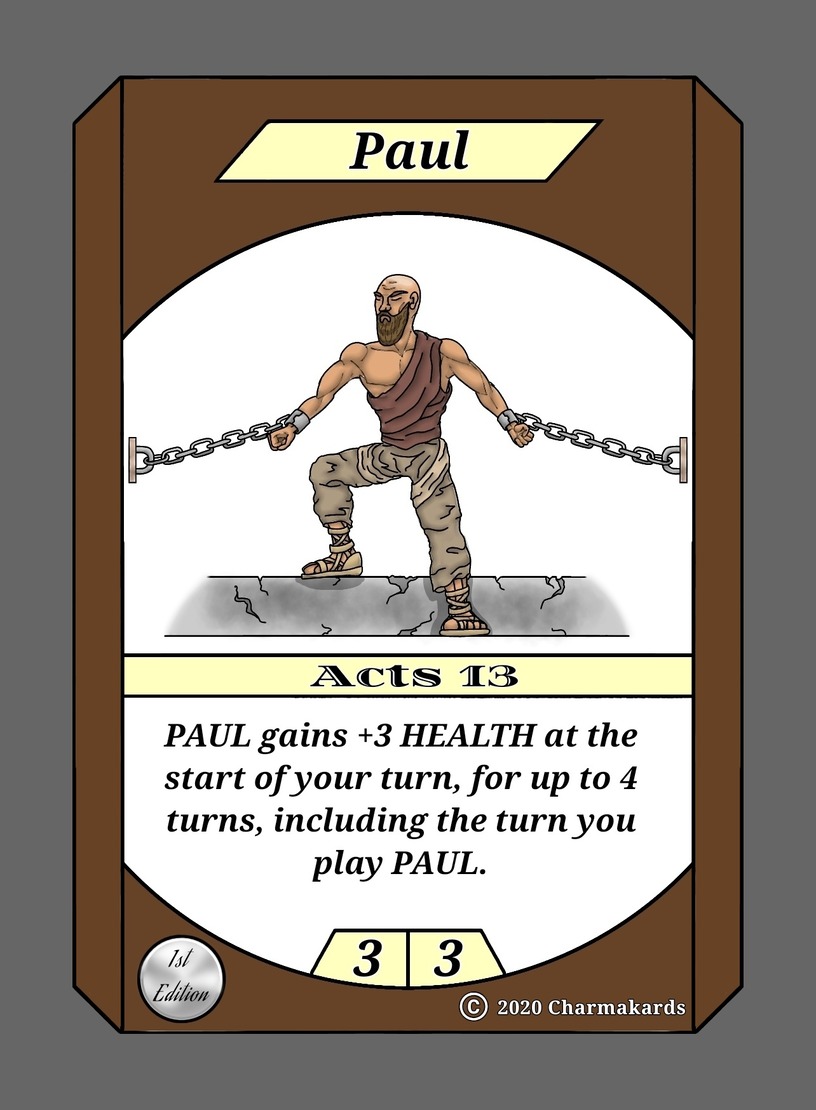 Paul
Acts 13
PAUL gains +3 HEALTH at the
start of your turn, for up to 4
turns, including the turn you
play PAUL.
3 3
1st
Edition
© 2020 Charmakards